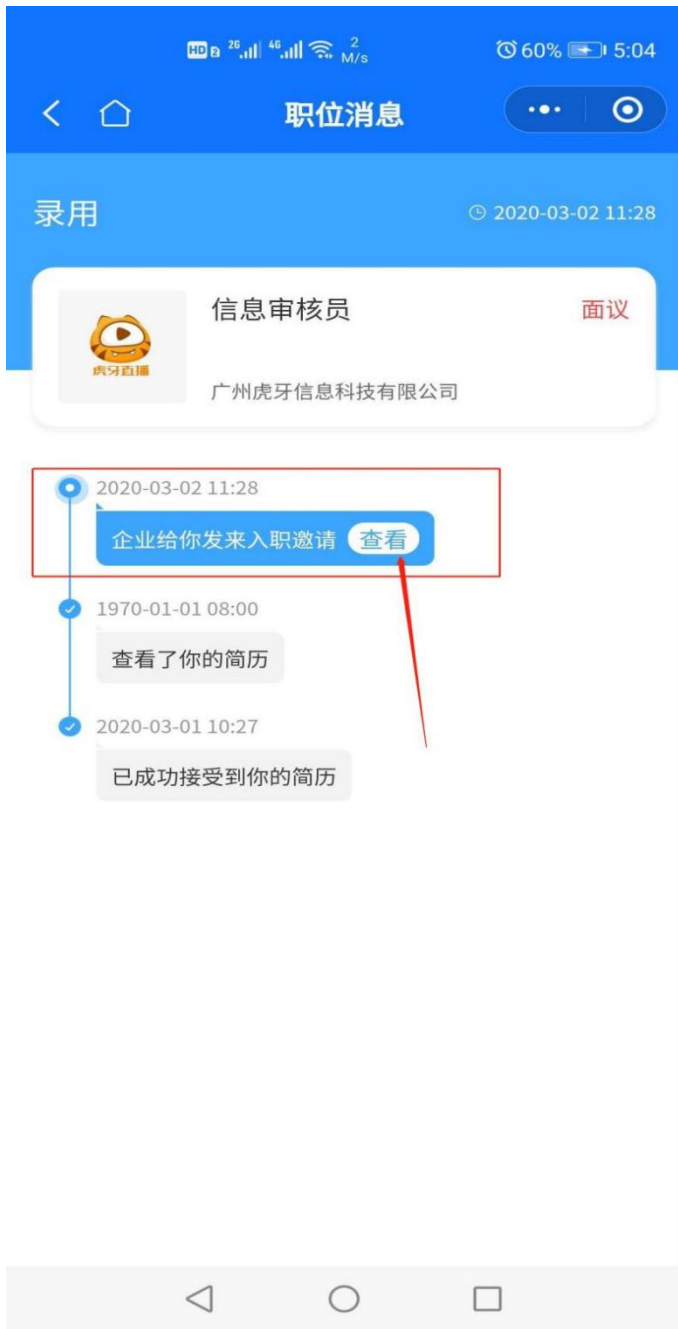 HD 2 2G 4G 2 M/s 60% 5:04
职位消息
录用 2020-03-02 11:28
信息审核员 面议
虎牙直播
广州虎牙信息科技有限公司
2020-03-02 11:28
企业给你发来入职邀请 查看
1970-01-01 08:00
查看了你的简历
2020-03-01 10:27
已成功接受到你的简历